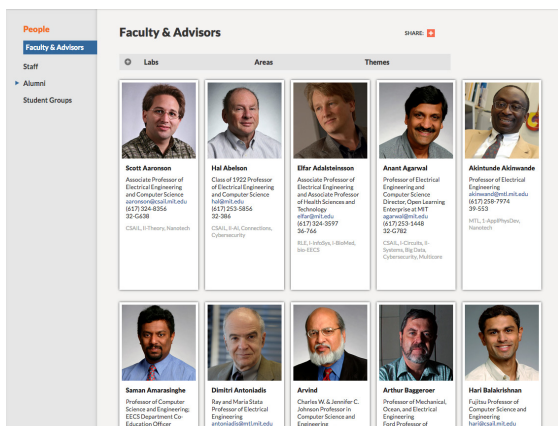 People
Faculty & Advisors
Staff
Alumni
Student Groups
Faculty & Advisors
SHARE:
Labs Areas Themes
Scott Aaronson
Associate Professor of
Electrical Engineering
and Computer Science
aaronson@csail.mit.edu
(617) 324-8356
32-G638
CSAIL, II-Theory, Nanotech
Hal Abelson
Class of 1922 Professor
of Electrical Engineering
and Computer Science
hal@mit.edu
(617) 253-5856
32-386
CSAIL, II-AI, Connections,
Cybersecurity
Elfar Adalsteinsson
Associate Professor of
Electrical Engineering
and Associate Professor
of Health Sciences and
Technology
elfar@mit.edu
(617) 324-3597
36-766
RLE, I-InfoSys, I-BioMed,
bio-EECS
Anant Agarwal
Professor of Electrical
Engineering and
Computer Science
Director, Open Learning
Enterprise at MIT
agarwal@mit.edu
(617) 253-1448
32-G782
CSAIL, I-Circuits, II-
Systems, Big Data,
Cybersecurity, Multicore
Akintunde Akinwande
Professor of Electrical
Engineering
akinwand@mtl.mit.edu
(617) 258-7974
39-553
MTL, I-ApplPhysDev,
Nanotech
Saman Amarasinghe
Professor of Computer
Science and Engineering;
EECS Department Co-
Education Officer
Dimitri Antoniadis
Ray and Maria Stata
Professor of Electrical
Engineering
antoniadis@mtl.mit.edu
Arvind
Charles W. & Jennifer C.
Johnson Professor in
Computer Science and
Engineering
Arthur Baggeroer
Professor of Mechanical,
Ocean, and Electrical
Engineering
Ford Professor of
Hari Balakrishnan
Fujitsu Professor of
Computer Science and
Engineering
hari@csail.mit.edu